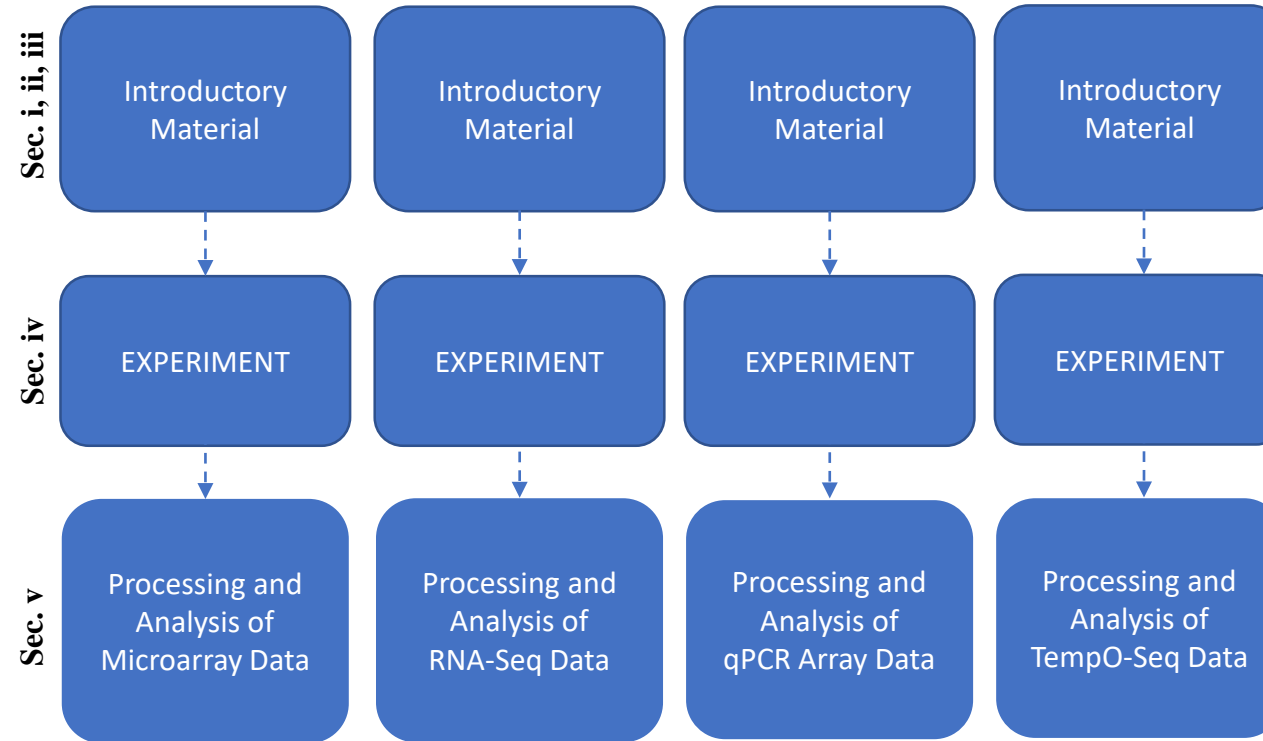 Sec. i, ii, iii
Introductory
Material
Introductory
Material
Introductory
Material
Introductory
Material
Sec. iv
EXPERIMENT
EXPERIMENT
EXPERIMENT
EXPERIMENT
Sec. v
Processing and
Analysis of
Microarray Data
Processing and
Analysis of
RNA-Seq Data
Processing and
Analysis of
qPCR Array Data
Processing and
Analysis of
TempO-Seq Data